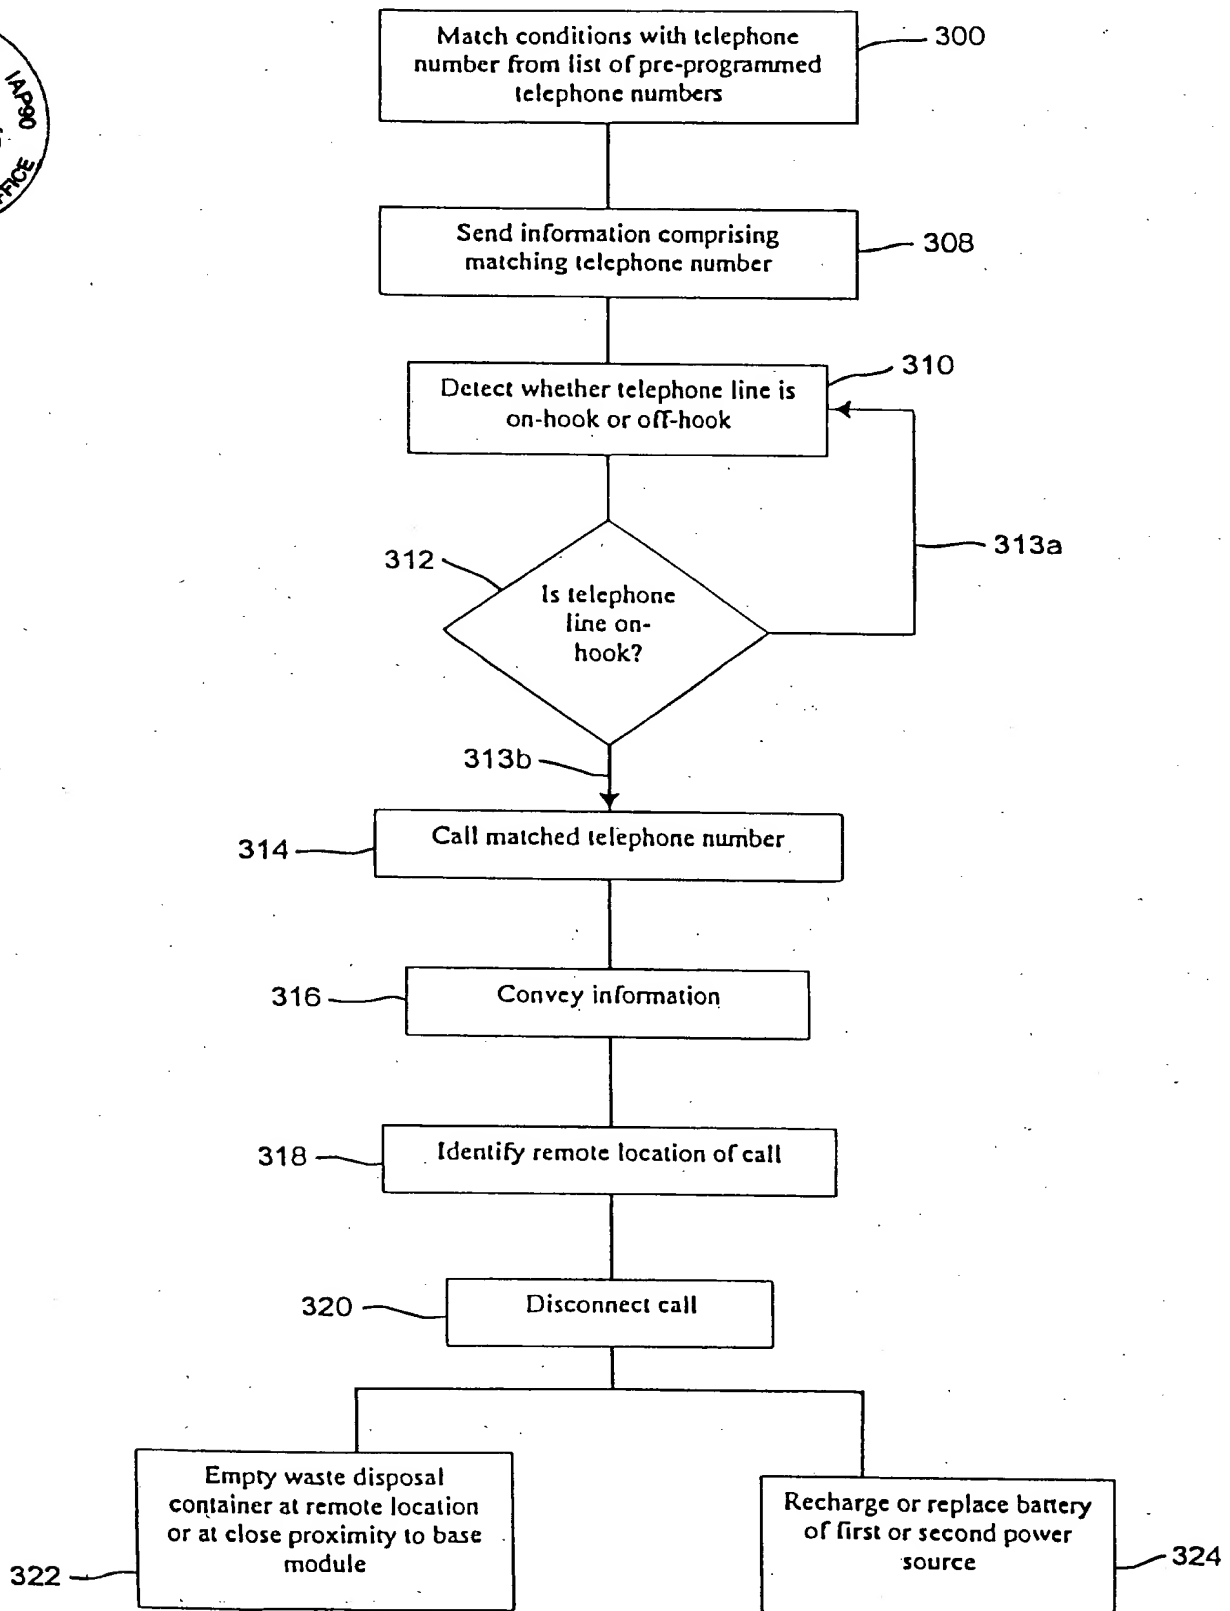 IAP60
FFICE
Match conditions with telephone
number from list of pre-programmed
telephone numbers
300
Send information comprising
matching telephone number
308
310
Detect whether telephone line is
on-hook or off-hook
313a
312
Is telephone
line on-
hook?
313b
Call matched telephone number
314
Convey information
316
Identify remote location of call
318
Disconnect call
320
Empty waste disposal
container at remote location
or at close proximity to base
module
322
Recharge or replace battery
of first or second power
source
324